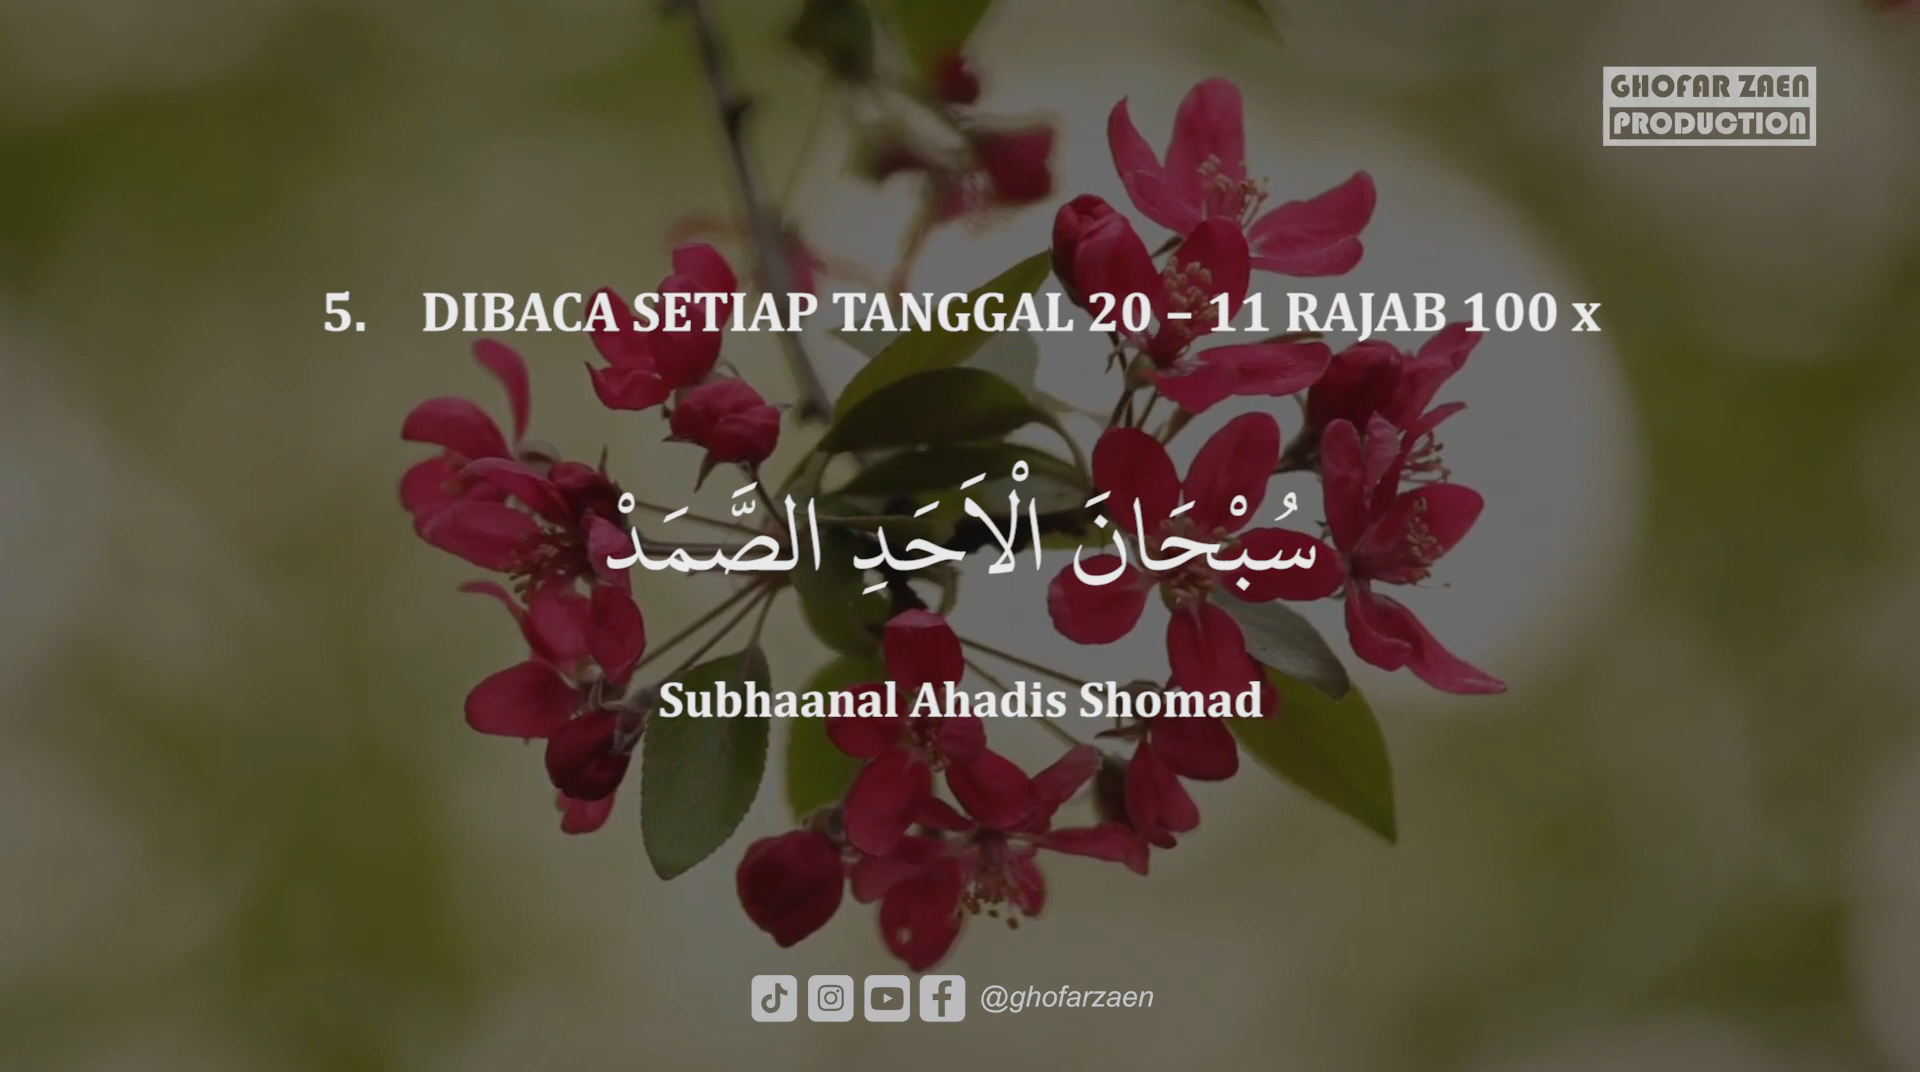 GHOFAR ZAEN
PRODUCTION
5. DIBACA SETIAP TANGGAL 20 – 11 RAJAB 100 x
سُبْحَانَ الْاَحَدِ الصَّمَدْ
Subhaanal Ahadis Shomad
@ghofarzaen